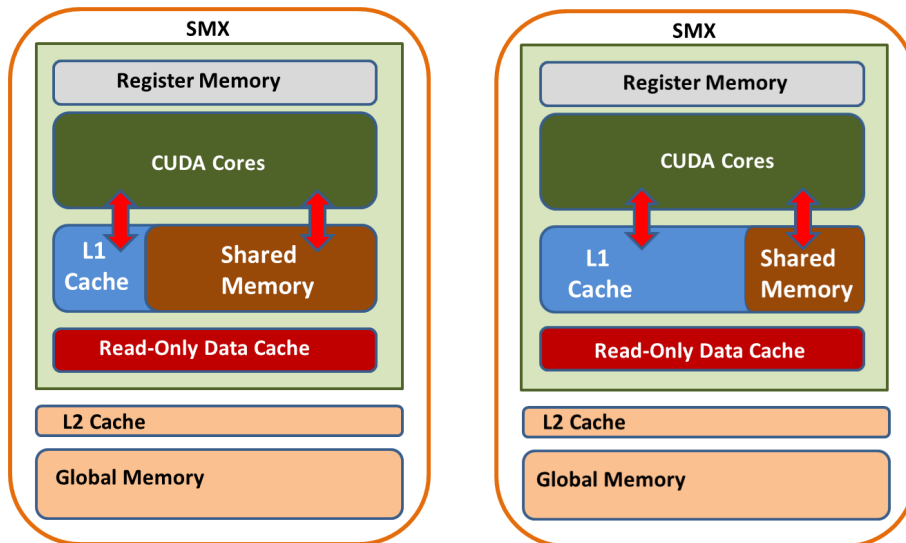 SMX
Register Memory
CUDA Cores
L1
Cache
Shared
Memory
Read-Only Data Cache
L2 Cache
Global Memory
SMX
Register Memory
CUDA Cores
L1
Cache
Shared
Memory
Read-Only Data Cache
L2 Cache
Global Memory